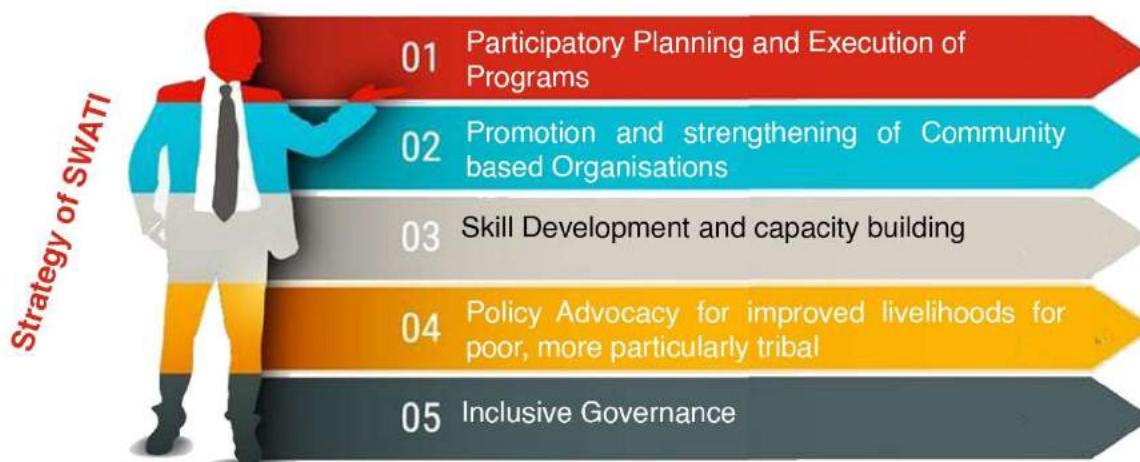 Strategy of SWATI
01 Participatory Planning and Execution of
Programs
02 Promotion and strengthening of Community
based Organisations
03 Skill Development and capacity building
04 Policy Advocacy for improved livelihoods for
poor, more particularly tribal
05 Inclusive Governance